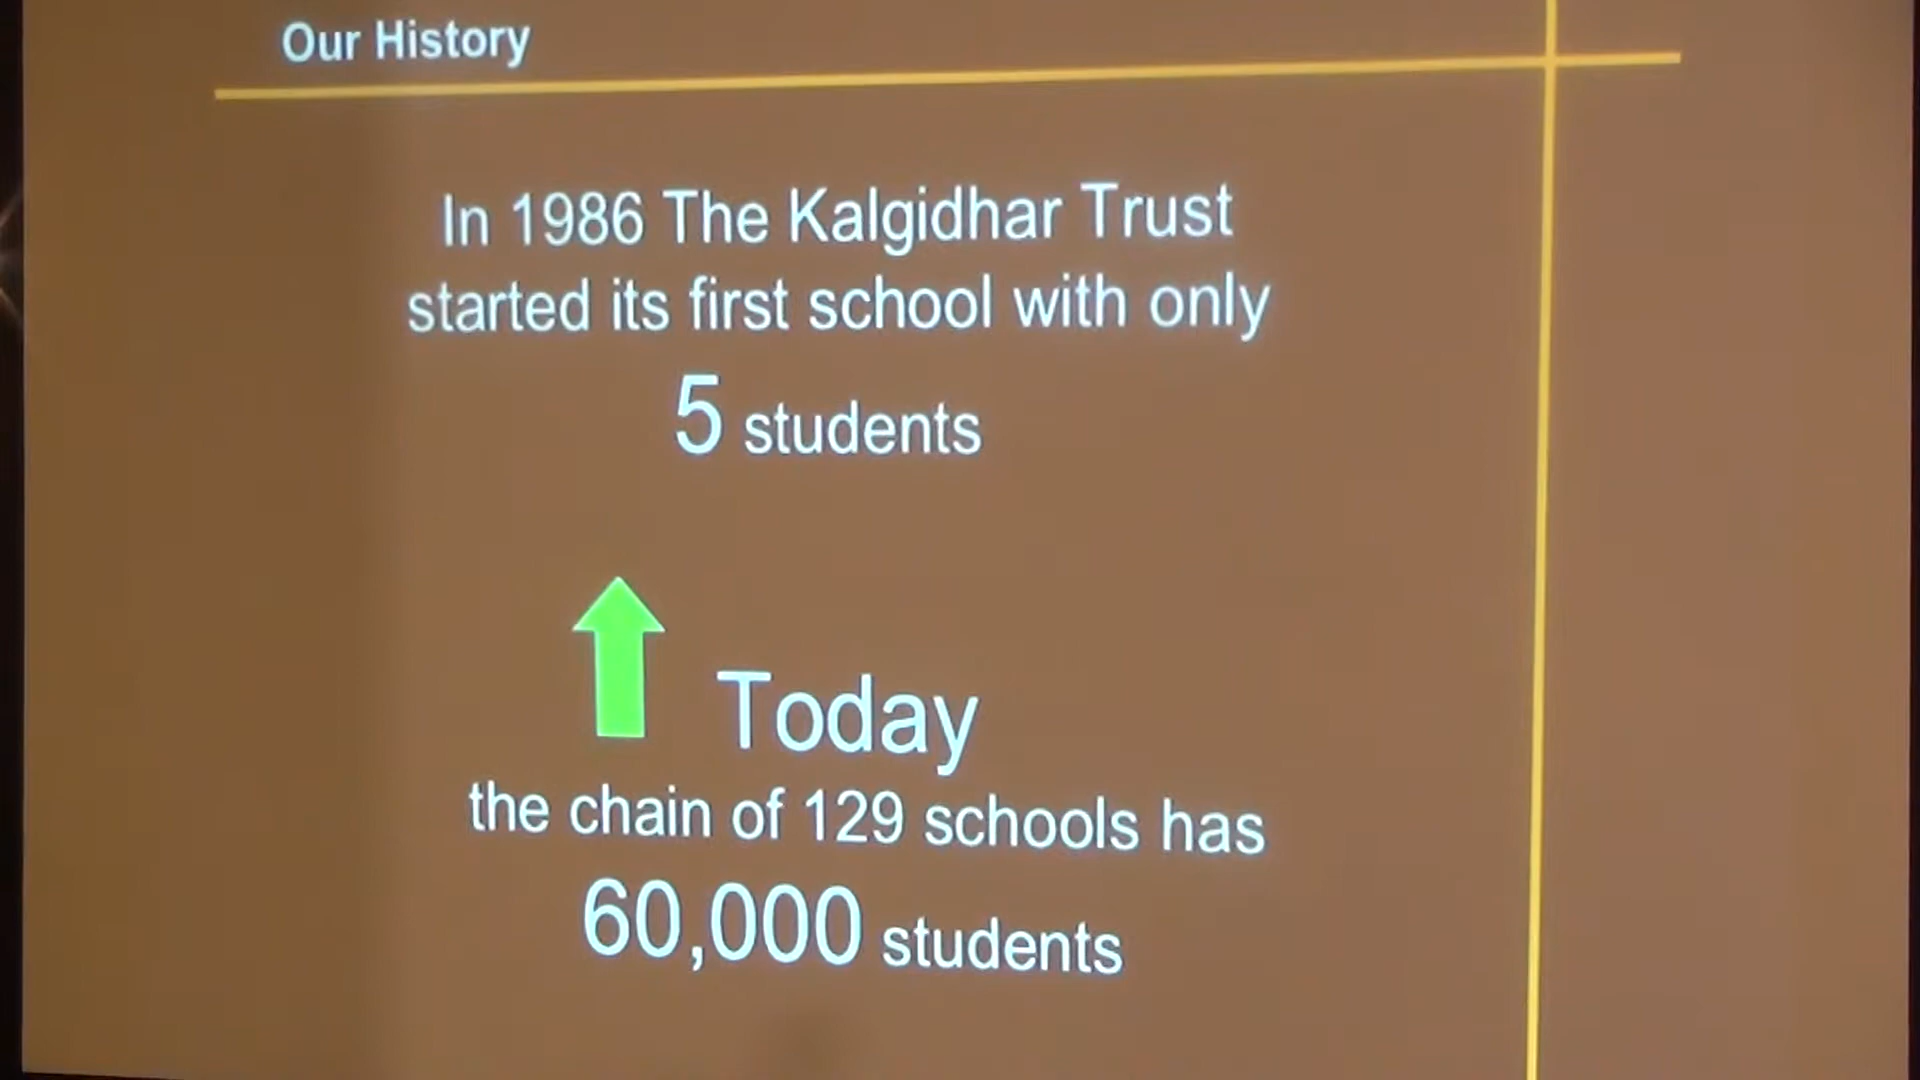 Our History
In 1986 The Kalgidhar Trust
started its first school with only
5 students
Today
the chain of 129 schools has
60,000 students